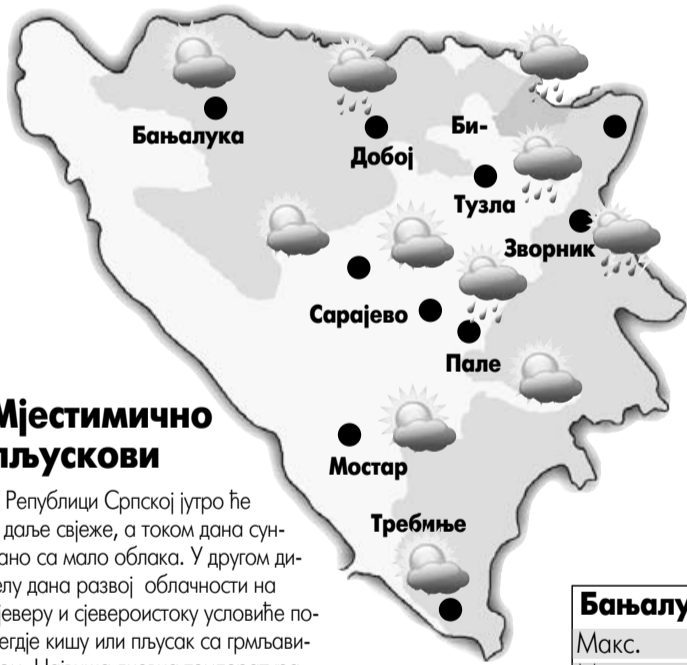 Бањалука
Добој
Би-
Тузла
Зворник
Сарајево
Пале
Мостар
Требиње
Мјестимично
пљускови
Републици Српској јутро ће
даље свјеже, а током дана сун-
ано са мало облака. У другом ди-
елу дана развој облачности на
јеверу и сјевероистоку условиће по-
егдје кишу или пљусак са грмљави-
Бањалу
Макс.